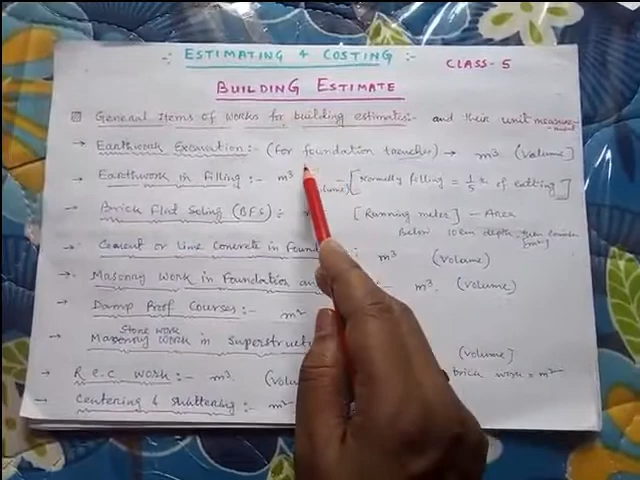 -: ESTIMATING & COSTING :-
CLASS-5
BUILDING ESTIMATE
General Items of Works for building estimates:- and their unit measurement
→ Earthwork Excavation:- (For foundation trenches) → m³ (Volume]
→ Earthwork in Filling :- m³ [Normally filling = 1/5 x of cutting]
→ Brick Flat Soling (BFS) : [Running meter] - Area
Below 10cm depth, then consider (m²)
→ Cement or Lime Concrete in Found m³ (Volume)
→ Masonry Work in Foundation an m³. (Volume)
→ Damp Proof Courses:- m²
Stone work
→ Masonry Work in Superstruct (Volume]
→ R.C.C WORK :- m³. (Volu brick work = m²
→ Centering & Shuttering :- m²